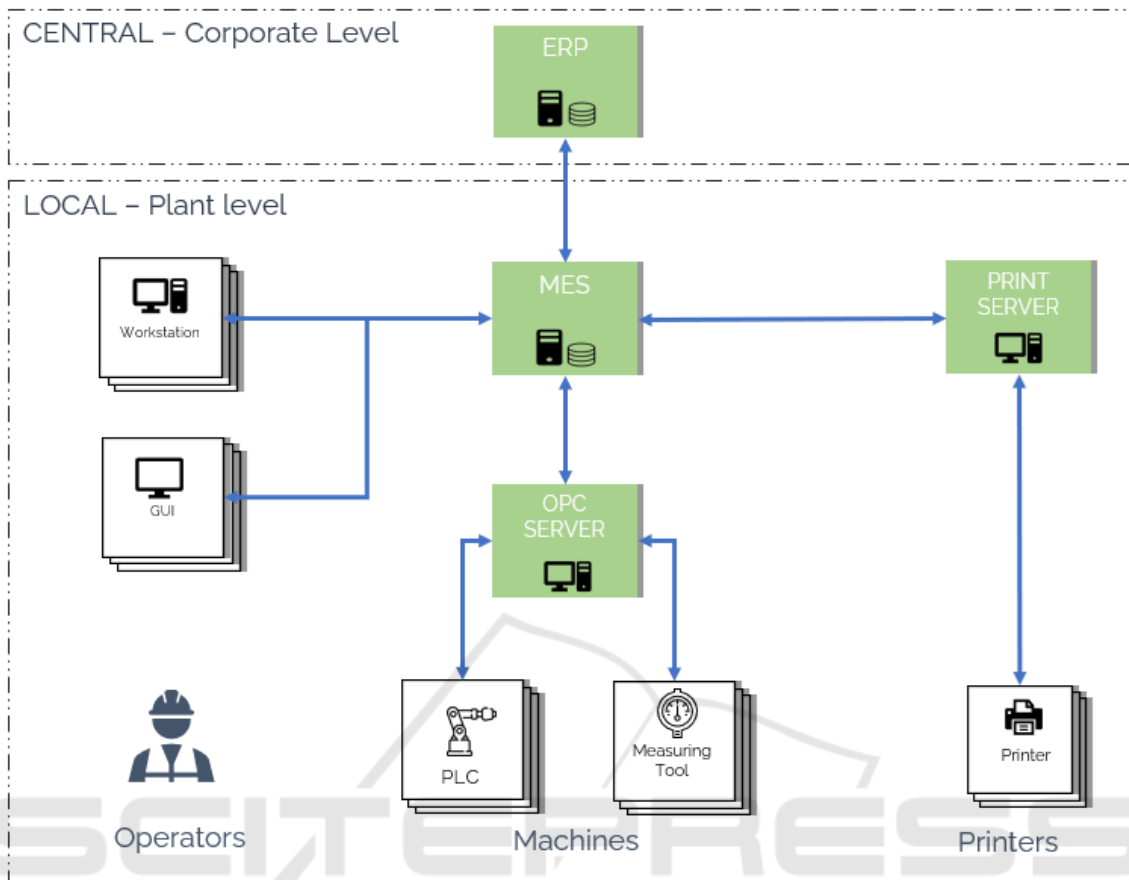 CENTRAL – Corporate Level
ERP
LOCAL – Plant level
Workstation
MES
PRINT
SERVER
GUI
OPC
SERVER
PLC
Measuring
Tool
Printer
Operators
Machines
Printers
SCITEPRESS